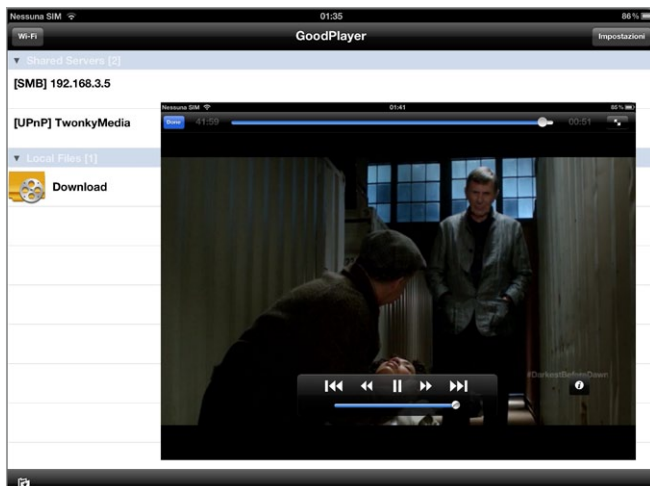 Nessuna SIM 01:35 86%
Wi-Fi GoodPlayer Impostazioni
▼ Shared Servers [2]
[SMB] 192.168.3.5
[UPnP] TwonkyMedia
▼ Local Files [1]
Download
Nessuna SIM 01:41 85%
Done 41:59 00:51
#DarkestBeforeDawn